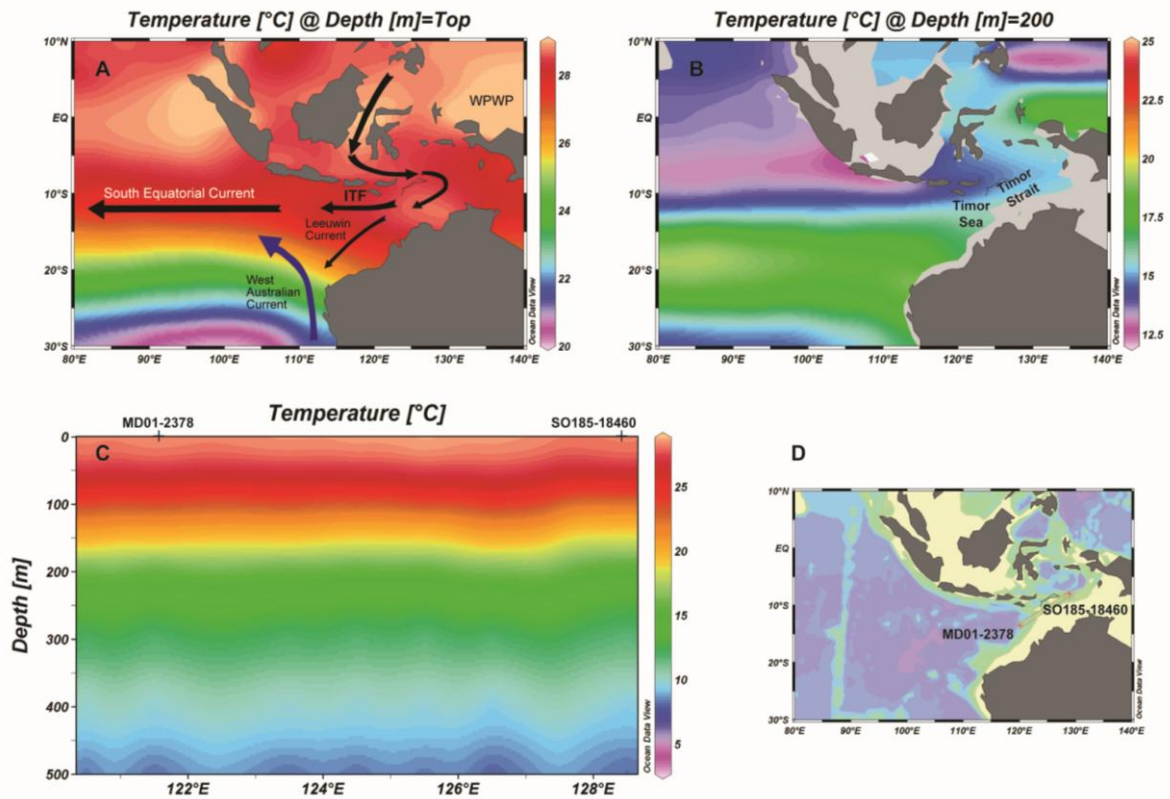 Temperature [°C] @ Depth [m]=Top
A
10°N
EQ
10°S
20°S
30°S
80°E
90°E
100°E
110°E
120°E
130°E
140°E
WPWP
South Equatorial Current
ITF
Leeuwin
Current
West
Australian
Current
Ocean Data View
28
26
24
22
20
Temperature [°C] @ Depth [m]=200
B
10°N
EQ
10°S
20°S
30°S
80°E
90°E
100°E
110°E
120°E
130°E
140°E
Timor
Strait
Timor
Sea
Ocean Data View
25
22.5
20
17.5
15
12.5
Temperature [°C]
MD01-2378
SO185-18460
C
Depth [m]
0
100
200
300
400
500
122°E
124°E
126°E
128°E
Ocean Data View
25
20
15
10
5
D
10°N
EQ
10°S
20°S
30°S
80°E
90°E
100°E
110°E
120°E
130°E
140°E
SO185-18460
MD01-2378
Ocean Data View